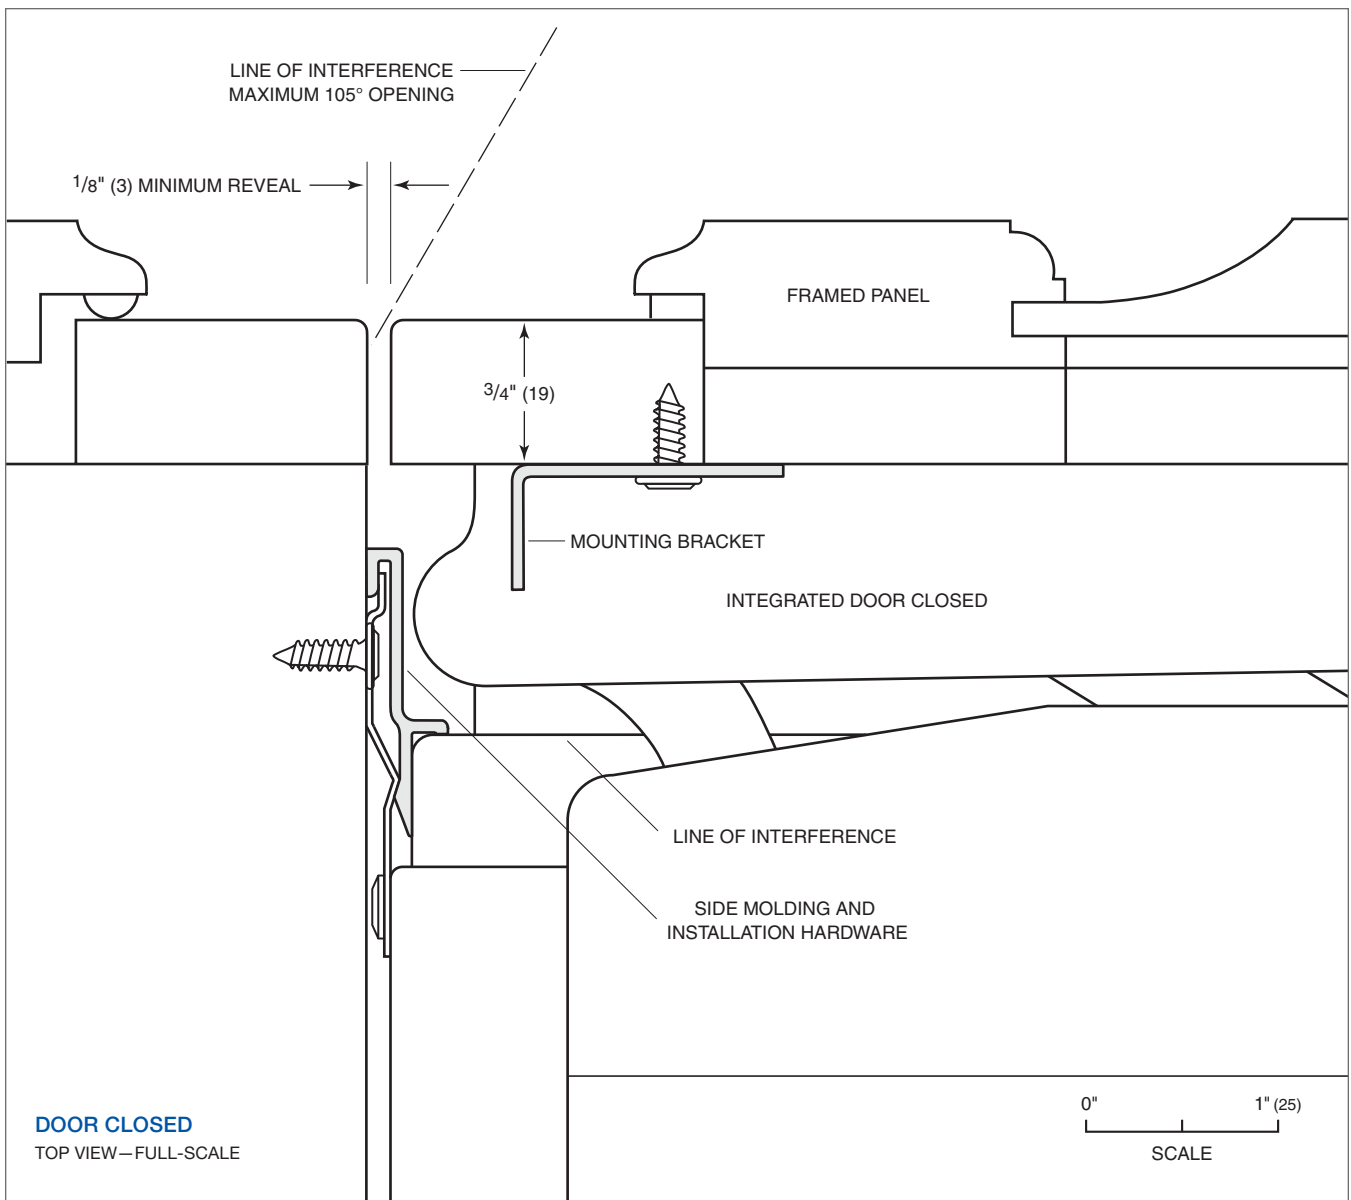 LINE OF INTERFERENCE
MAXIMUM 105° OPENING
1/8" (3) MINIMUM REVEAL
FRAMED PANEL
3/4" (19)
MOUNTING BRACKET
INTEGRATED DOOR CLOSED
LINE OF INTERFERENCE
SIDE MOLDING AND
INSTALLATION HARDWARE
DOOR CLOSED
TOP VIEW—FULL-SCALE
0" 1" (25)
SCALE